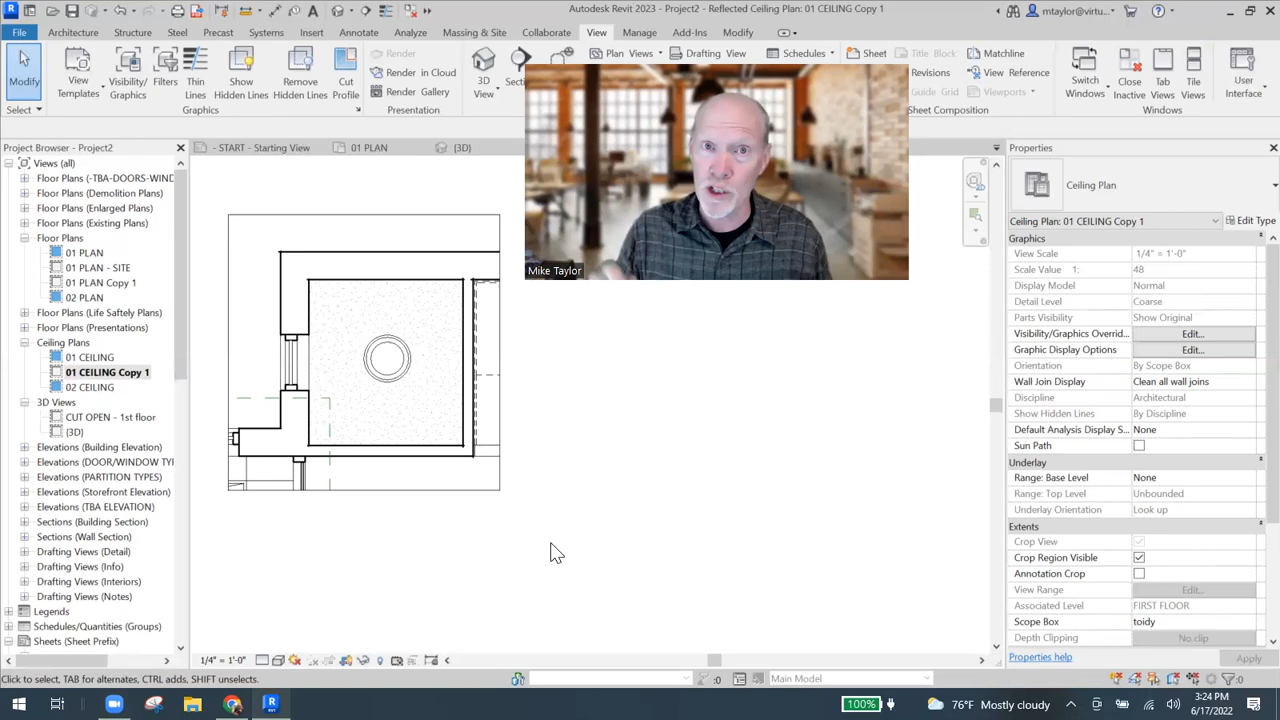 Autodesk Revit 2023 - Project2 - Reflected Ceiling Plan: 01 CEILING Copy 1
mtaylor@virtu...
File Architecture Structure Steel Precast Systems Insert Annotate Analyze Massing & Site Collaborate View Manage Add-Ins Modify
Modify
View Templates
Visibility/ Graphics
Filters
Thin Lines
Show Hidden Lines
Remove Hidden Lines
Cut Profile
Render
Render in Cloud
Render Gallery
3D View
Plan Views
Drafting View
Schedules
Sheet
Title Block
Revisions
Guide Grid
Matchline
View Reference
Viewports
Switch Windows
Close Inactive
Tab Views
Tile Views
User Interface
Select
Graphics
Presentation
Sheet Composition
Windows
Project Browser - Project2
Views (all)
Floor Plans (-TBA-DOORS-WIND
Floor Plans (Demolition Plans)
Floor Plans (Enlarged Plans)
Floor Plans (Existing Plans)
Floor Plans
01 PLAN
01 PLAN - SITE
01 PLAN Copy 1
02 PLAN
Floor Plans (Life Saftely Plans)
Floor Plans (Presentations)
Ceiling Plans
01 CEILING
01 CEILING Copy 1
02 CEILING
3D Views
CUT OPEN - 1st floor
{3D}
Elevations (Building Elevation)
Elevations (DOOR/WINDOW TY
Elevations (PARTITION TYPES)
Elevations (Storefront Elevation)
Elevations (TBA ELEVATION)
Sections (Building Section)
Sections (Wall Section)
Drafting Views (Detail)
Drafting Views (Info)
Drafting Views (Interiors)
Drafting Views (Notes)
Legends
Schedules/Quantities (Groups)
Sheets (Sheet Prefix)
- START - Starting View
01 PLAN
{3D}
Mike Taylor
Properties
Ceiling Plan
Ceiling Plan: 01 CEILING Copy 1
Edit Type
Graphics
View Scale 1/4" = 1'-0"
Scale Value 1: 48
Display Model Normal
Detail Level Coarse
Parts Visibility Show Original
Visibility/Graphics Overrid... Edit...
Graphic Display Options Edit...
Orientation By Scope Box
Wall Join Display Clean all wall joins
Discipline Architectural
Show Hidden Lines By Discipline
Default Analysis Display S... None
Sun Path
Underlay
Range: Base Level None
Range: Top Level Unbounded
Underlay Orientation Look up
Extents
Crop View
Crop Region Visible
Annotation Crop
View Range Edit...
Associated Level FIRST FLOOR
Scope Box toidy
Depth Clipping No clip
Properties help
Apply
1/4" = 1'-0"
Click to select, TAB for alternates, CTRL adds, SHIFT unselects.
:0
Main Model
:0
100%
76°F Mostly cloudy
3:24 PM
6/17/2022